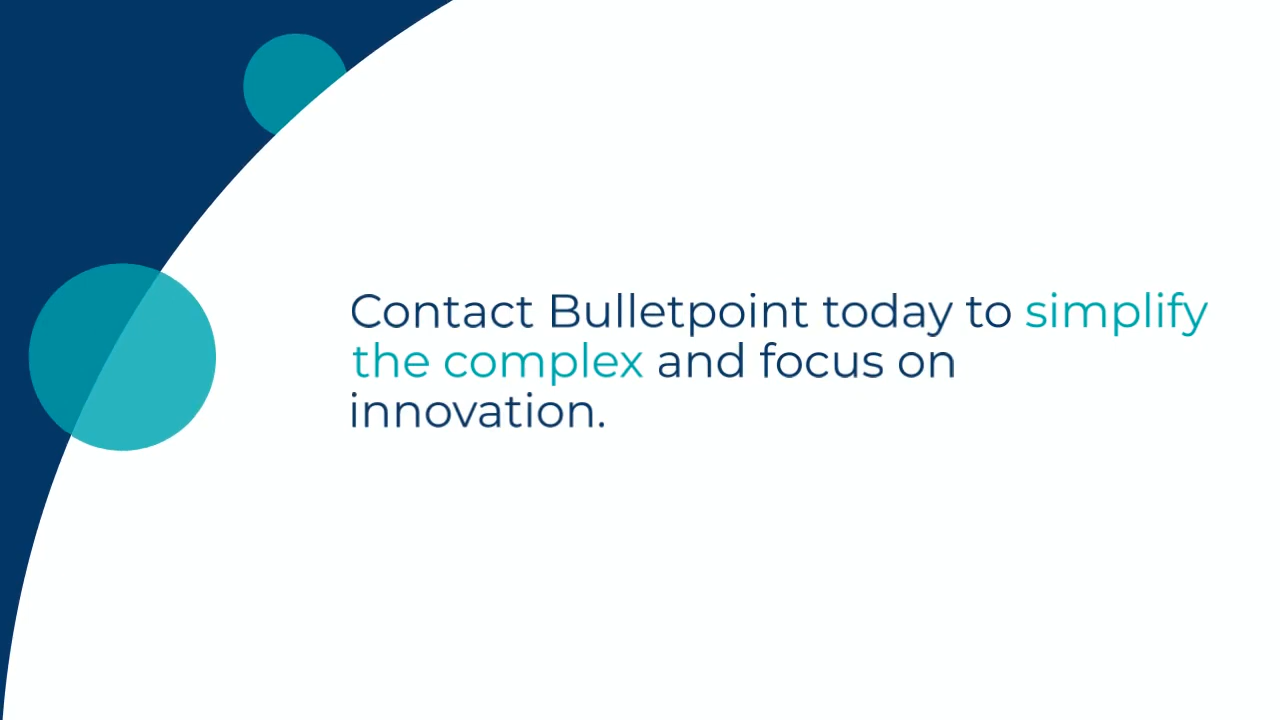 Contact Bulletpoint today to simplify
the complex and focus on
innovation.